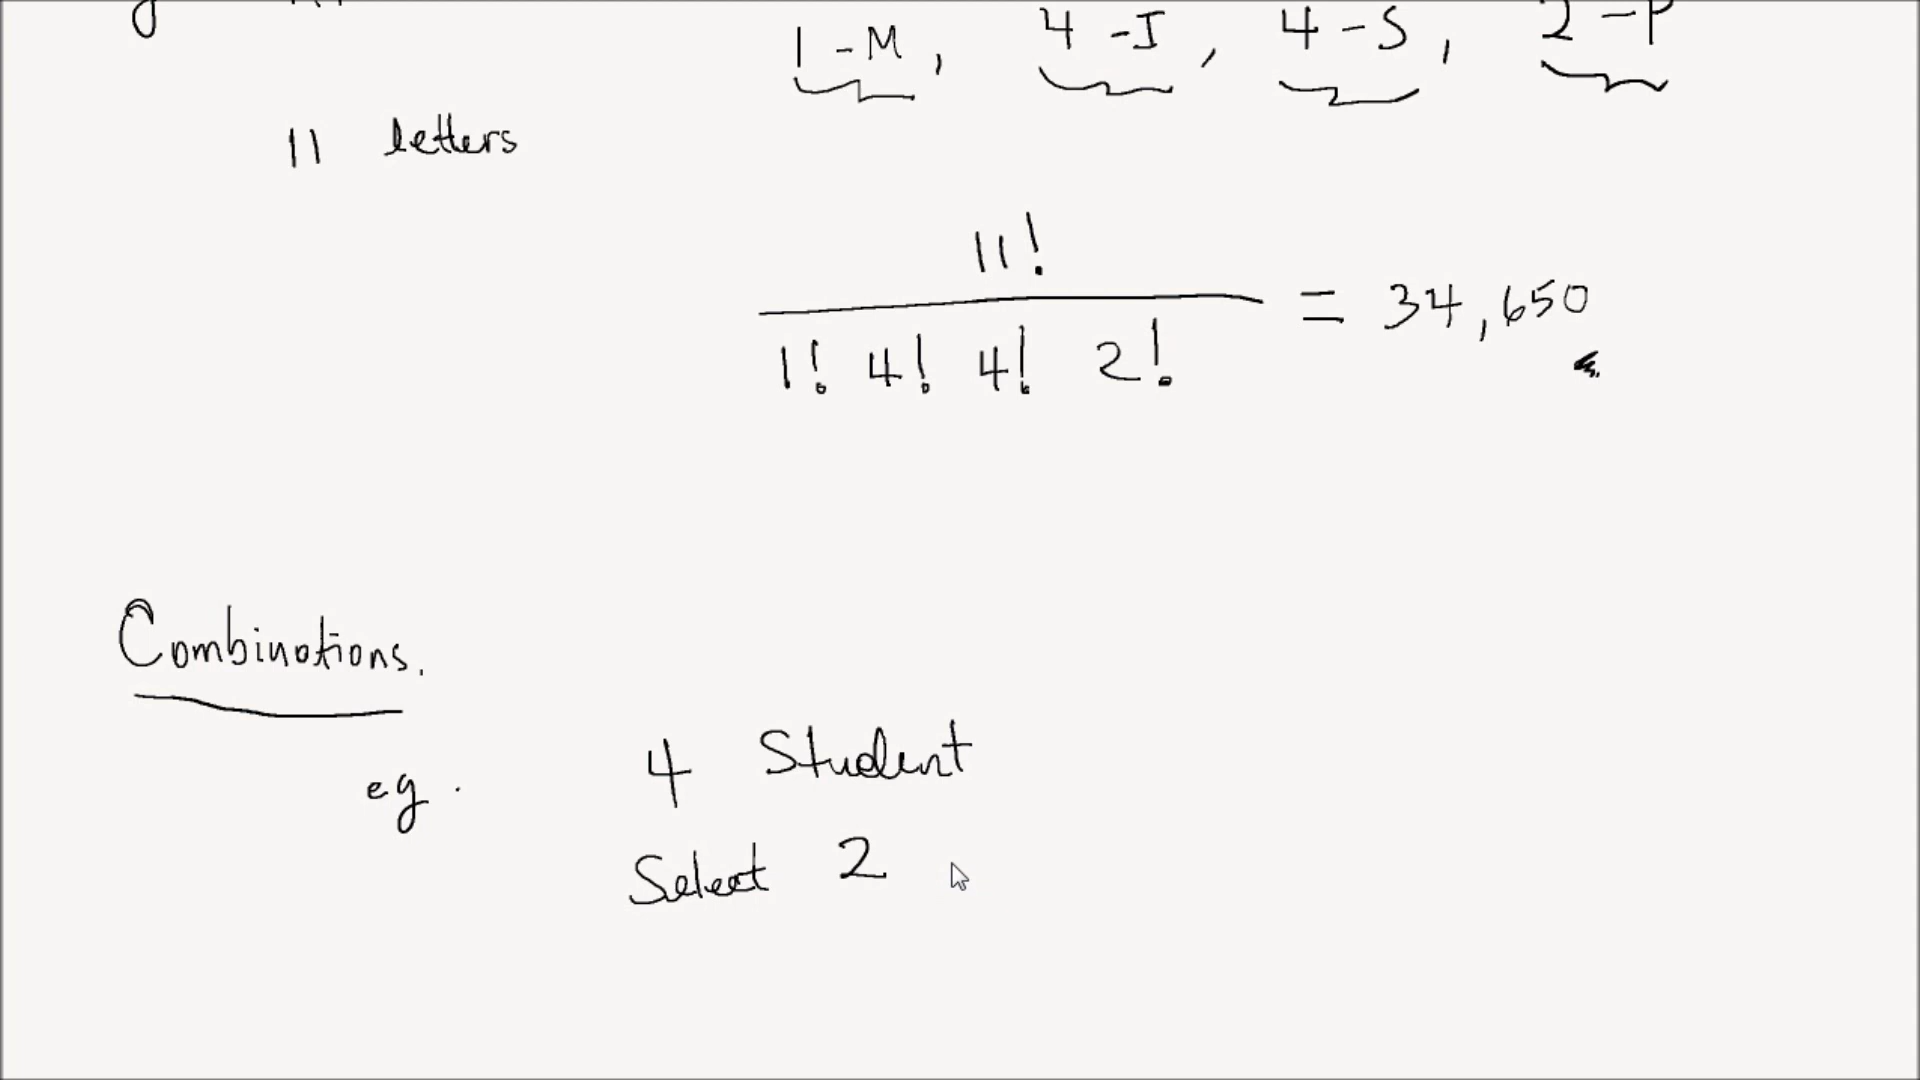 1 - M, 4 - I, 4 - S, 2 - P
11 letters
11!
1! 4! 4! 2!
= 34,650
Combinations.
eg. 4 Student
Select 2